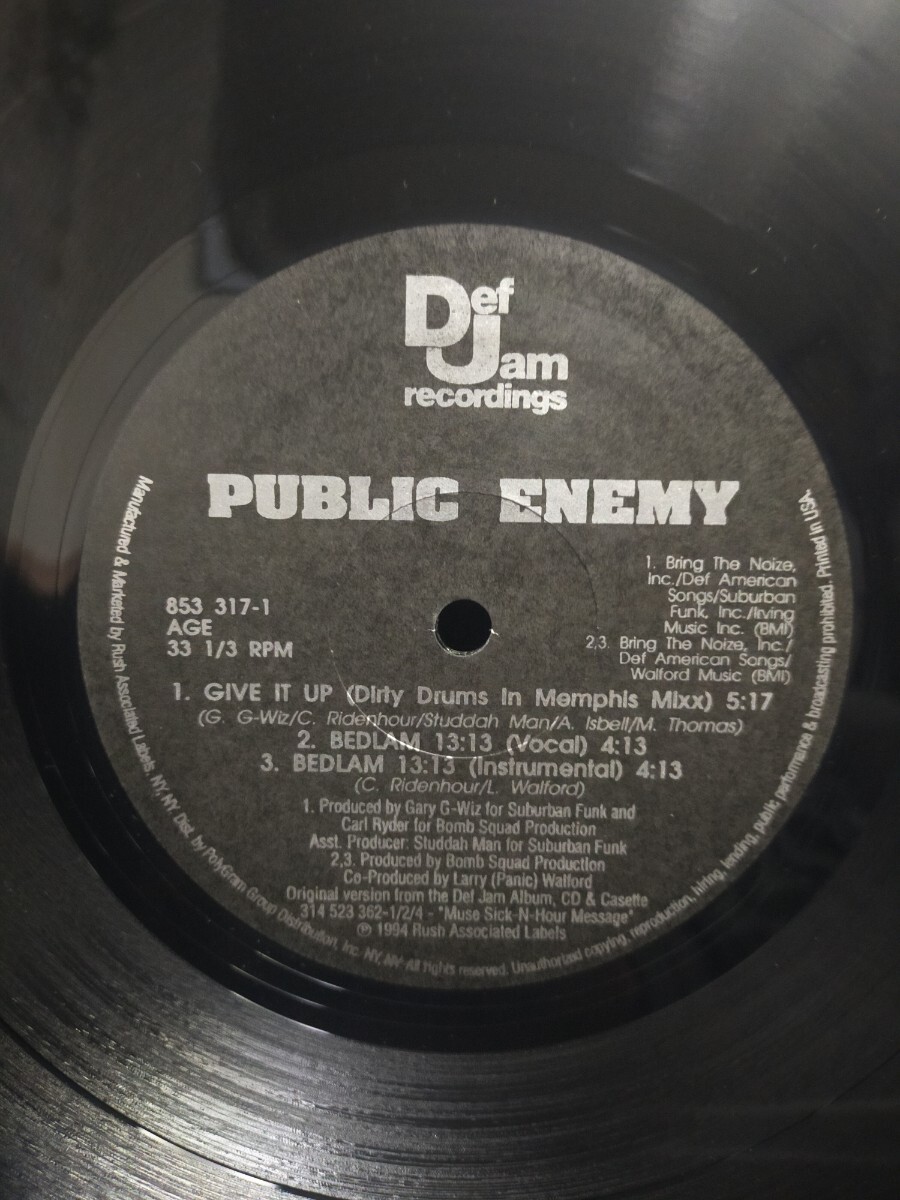 Def
Jam
recordings
PUBLIC ENEMY
853 317-1
AGE
33 1/3 RPM
1. Bring The Noize,
Inc./Def American
Songs/Suburban
Funk, Inc./Irving
Music Inc. (BMI)
2,3. Bring The Noize, Inc./
Def American Songs/
Walford Music (BMI)
1. GIVE IT UP (Dirty Drums In Memphis Mixx) 5:17
(G. G-Wiz/C. Ridenhour/Studdah Man/A. Isbell/M. Thomas)
2. BEDLAM 13:13 (Vocal) 4:13
3. BEDLAM 13:13 (Instrumental) 4:13
(C. Ridenhour/L. Walford)
1. Produced by Gary G-Wiz for Suburban Funk and
Carl Ryder for Bomb Squad Production
Asst. Producer: Studdah Man for Suburban Funk
2,3. Produced by Bomb Squad Production
Co-Produced by Larry (Panic) Walford
Original version from the Def Jam Album, CD & Casette
314 523 362-1/2/4 - "Muse Sick-N-Hour Message"
℗ 1994 Rush Associated Labels
Manufactured & Marketed by Rush Associated Labels, NY, NY. Dist. by PolyGram Group Distribution, Inc. NY, NY. All rights reserved. Unauthorized copying, reproduction, hiring, lending, public performance & broadcasting prohibited. Printed in USA.